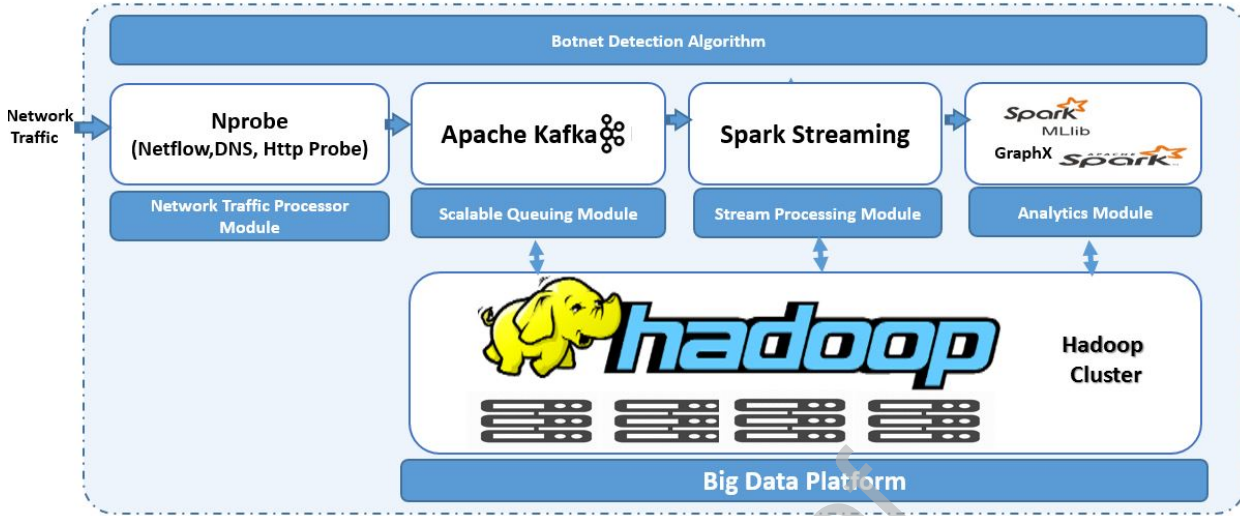 Botnet Detection Algorithm
Network
Traffic
Nprobe
(Netflow,DNS, Http Probe)
Apache Kafka
Spark Streaming
Spark
MLlib
GraphX
APACHE
Spark
Network Traffic Processor
Module
Scalable Queuing Module
Stream Processing Module
Analytics Module
hadoop
Hadoop
Cluster
Big Data Platform